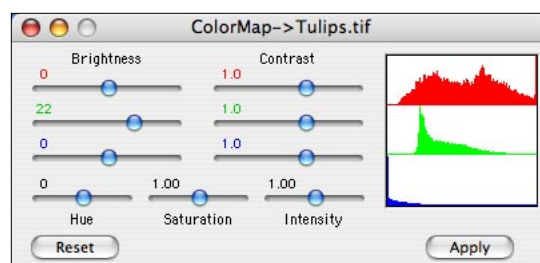 ColorMap->Tulips.tif
Brightness Contrast
0 1.0
22 1.0
0 1.0
0 1.00 1.00
Hue Saturation Intensity
Reset Apply